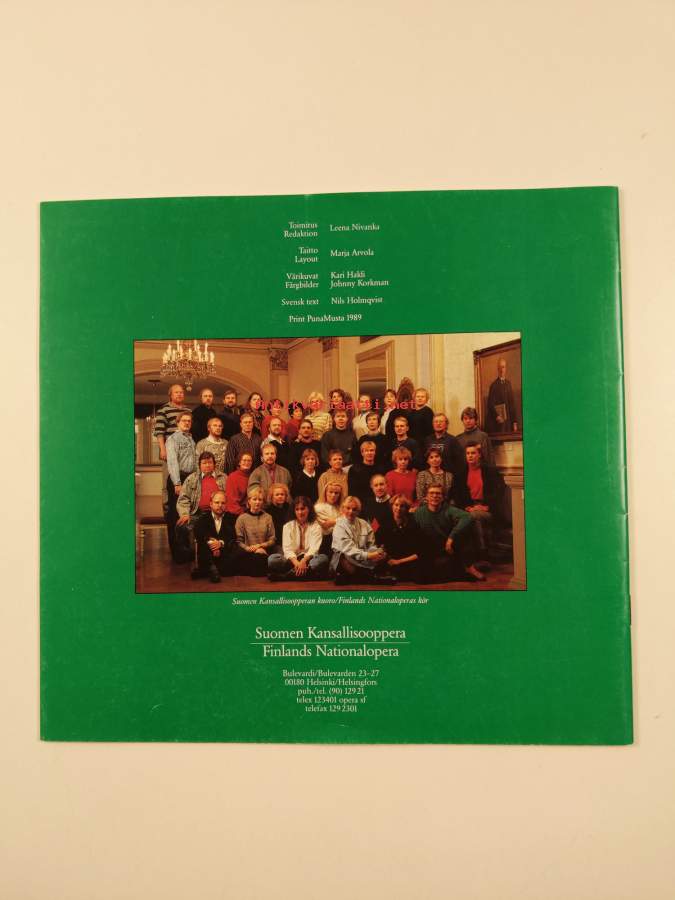 Toimitus
Redaktion Leena Nivanka
Taitto
Layout Marja Arvola
Värikuvat Kari Hakli
Färgbilder Johnny Korkman
Svensk text Nils Holmqvist
Print PunaMusta 1989
Suomen Kansallisoopperan kuoro/Finlands Nationaloperas kör
Suomen Kansallisooppera
Finlands Nationalopera
Bulevardi/Bulevarden 23–27
00180 Helsinki/Helsingfors
puh./tel. (90) 129 21
telex 123401 opera sf
telefax 129 2301